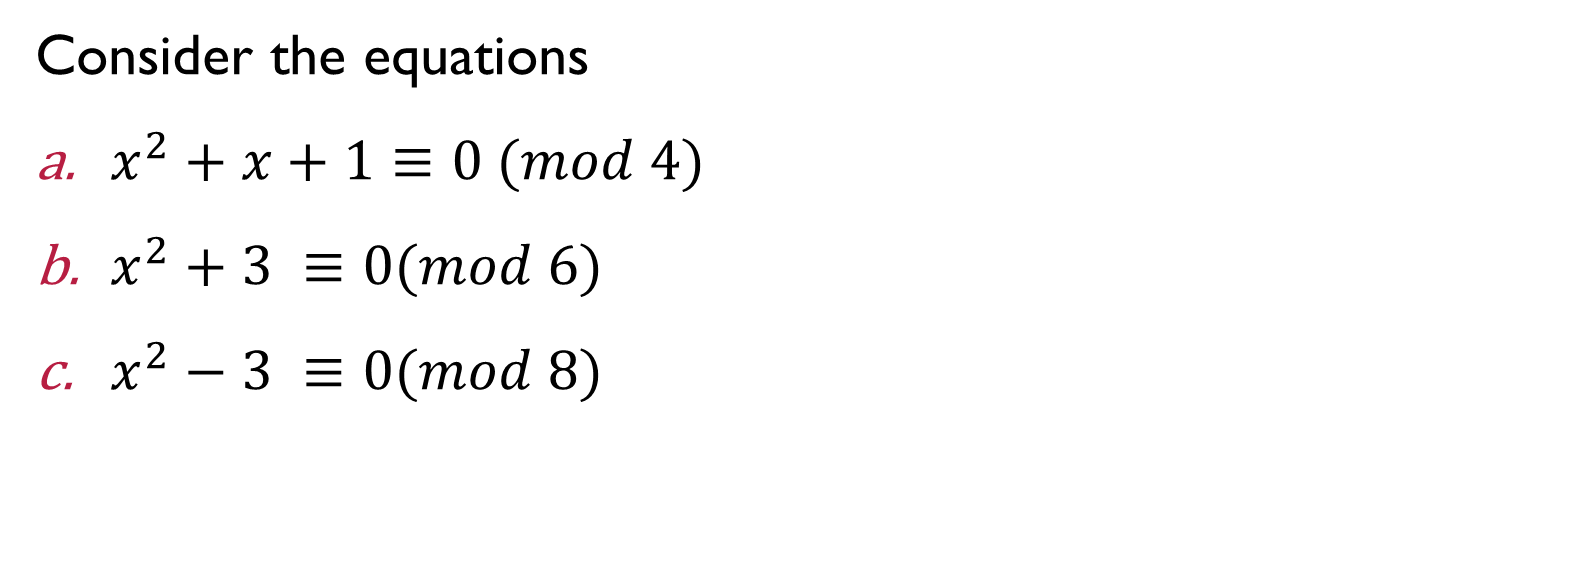 Consider the equations
a. x² + x + 1 ≡ 0 (mod 4)
b. x² + 3 ≡ 0(mod 6)
c. x² − 3 ≡ 0(mod 8)